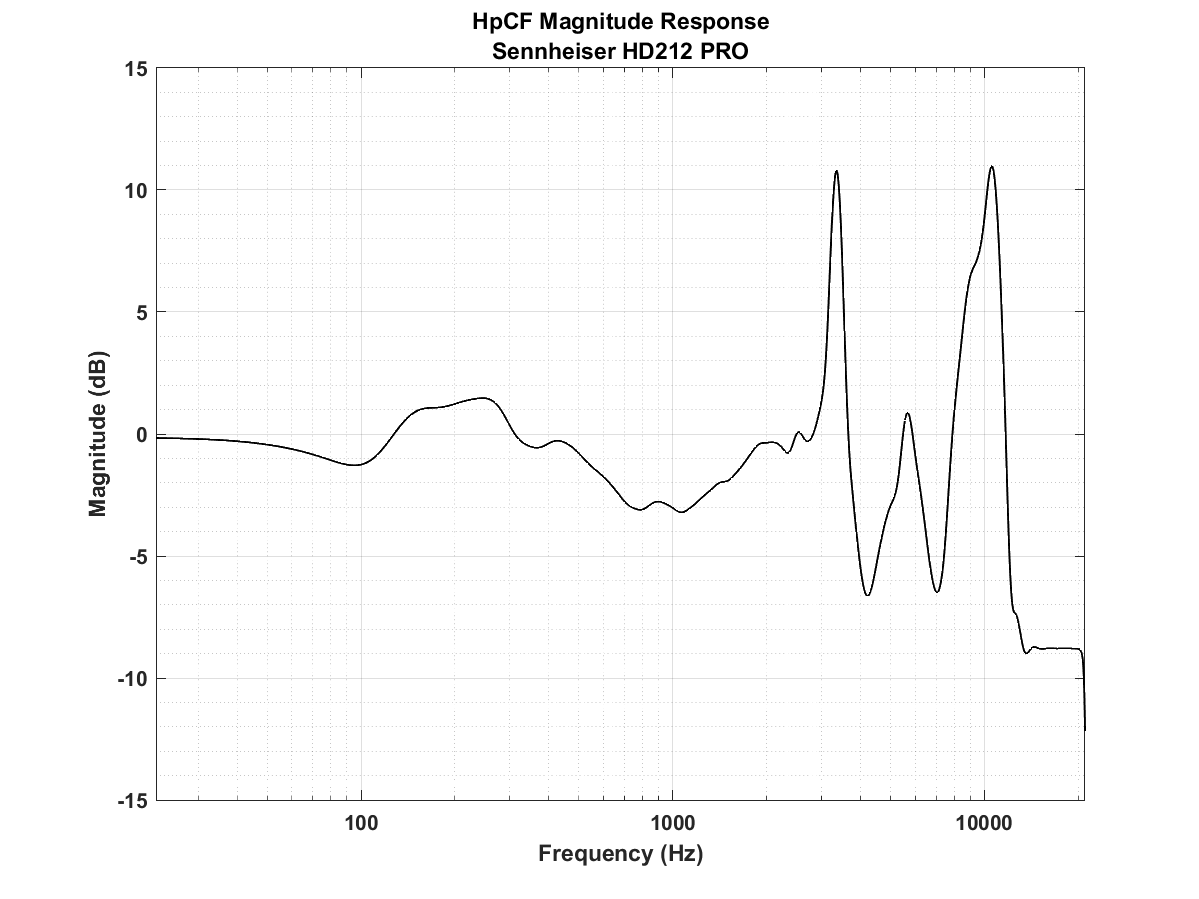 HpCF Magnitude Response
Sennheiser HD212 PRO
15
10
5
0
-5
-10
-15
Magnitude (dB)
100
1000
10000
Frequency (Hz)